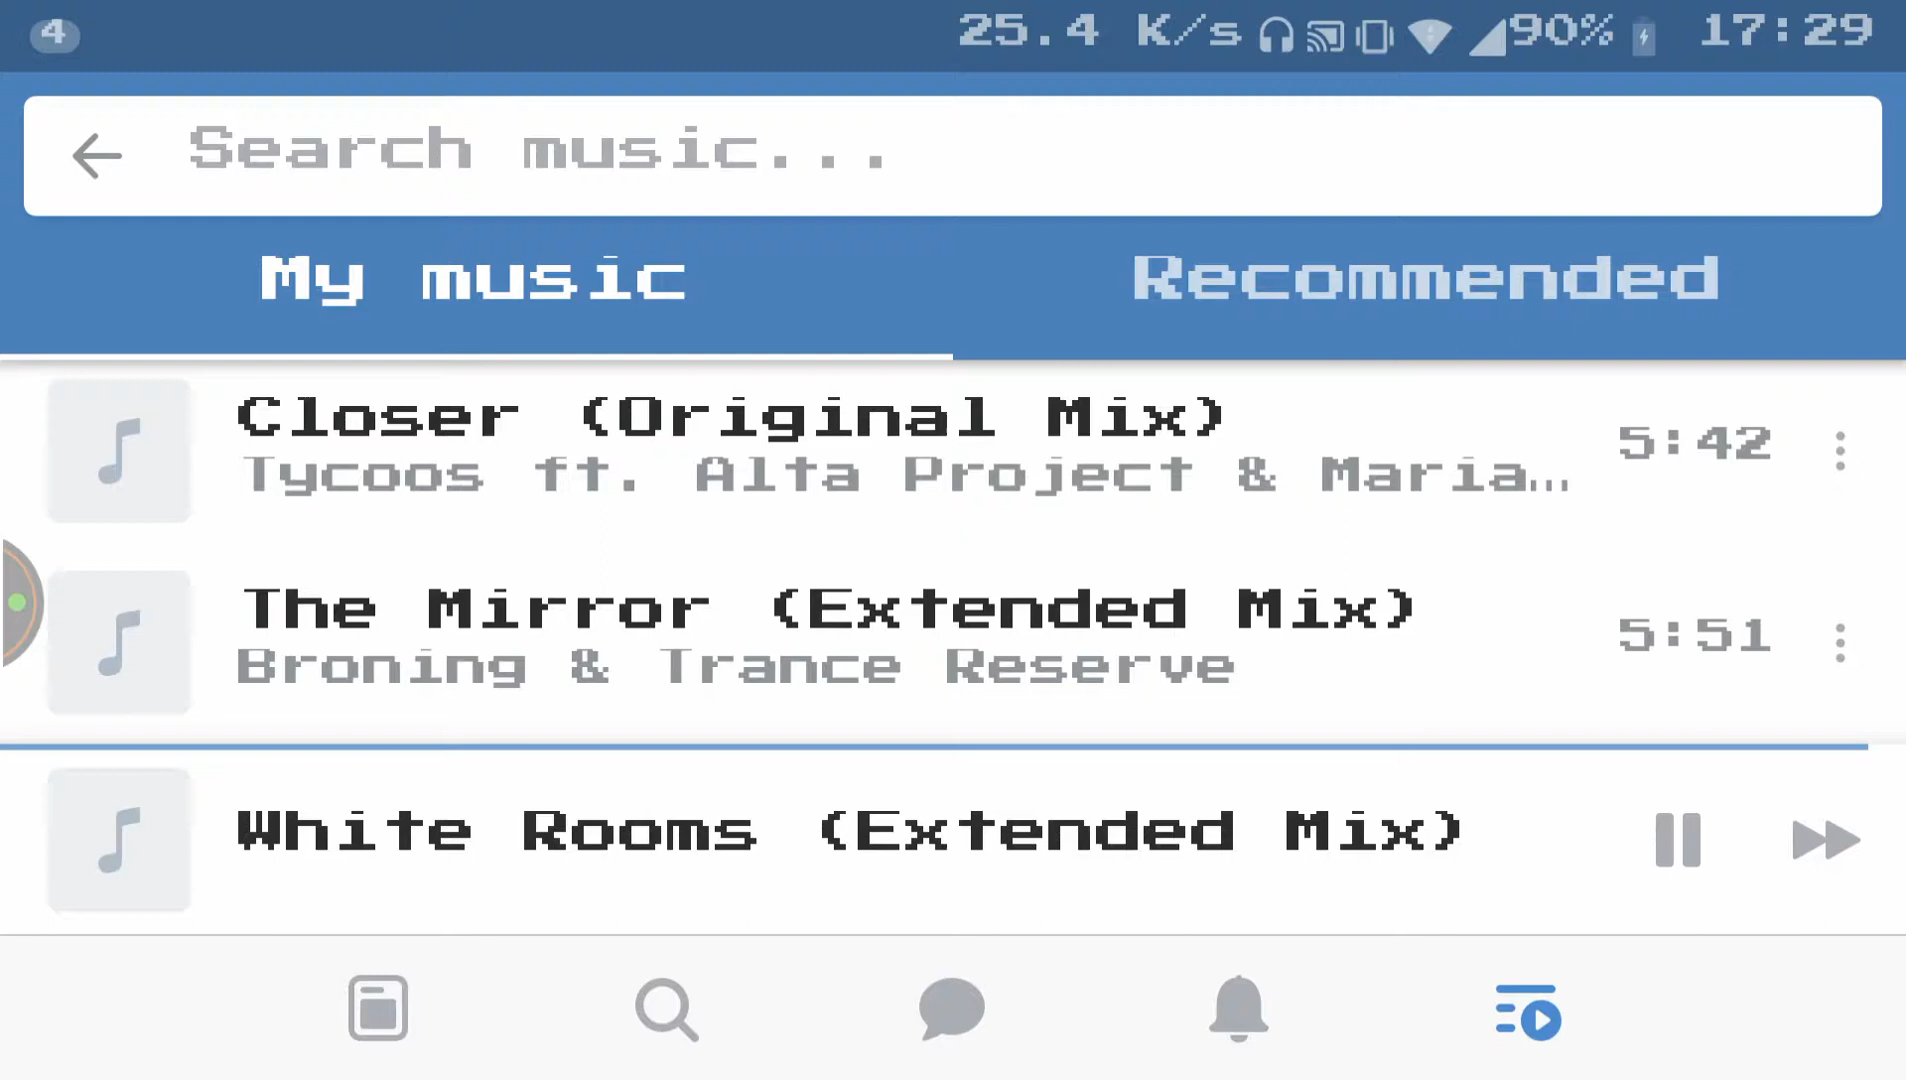 4 25.4 K/s 90% 17:29
Search music...
My music Recommended
Closer (Original Mix)
Tycoos ft. Alta Project & Maria...
5:42
The Mirror (Extended Mix)
Broning & Trance Reserve
5:51
White Rooms (Extended Mix)